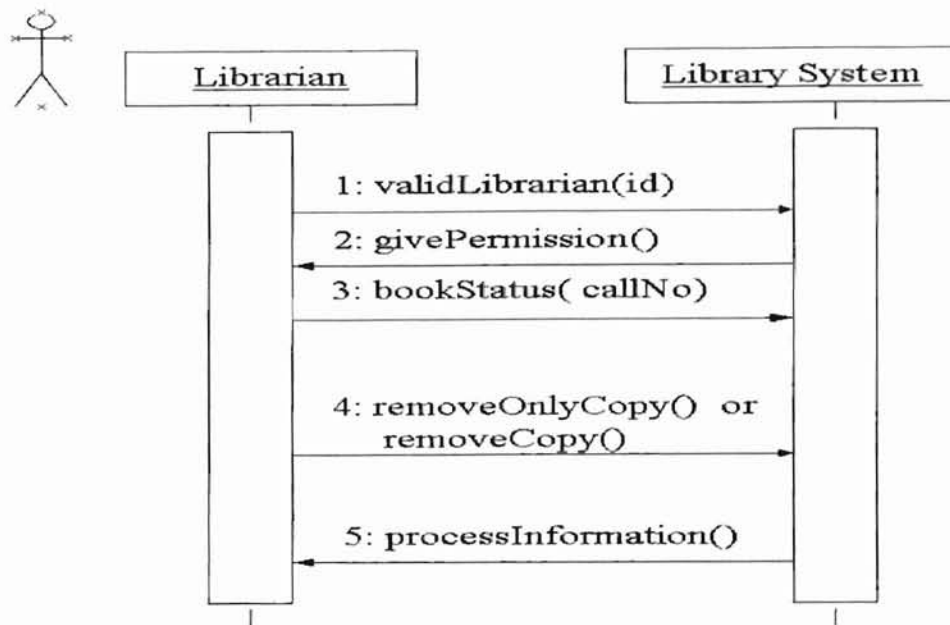 Librarian
Library System
1: validLibrarian(id)
2: givePermission()
3: bookStatus( callNo)
4: removeOnlyCopy() or
removeCopy()
5: processInformation()